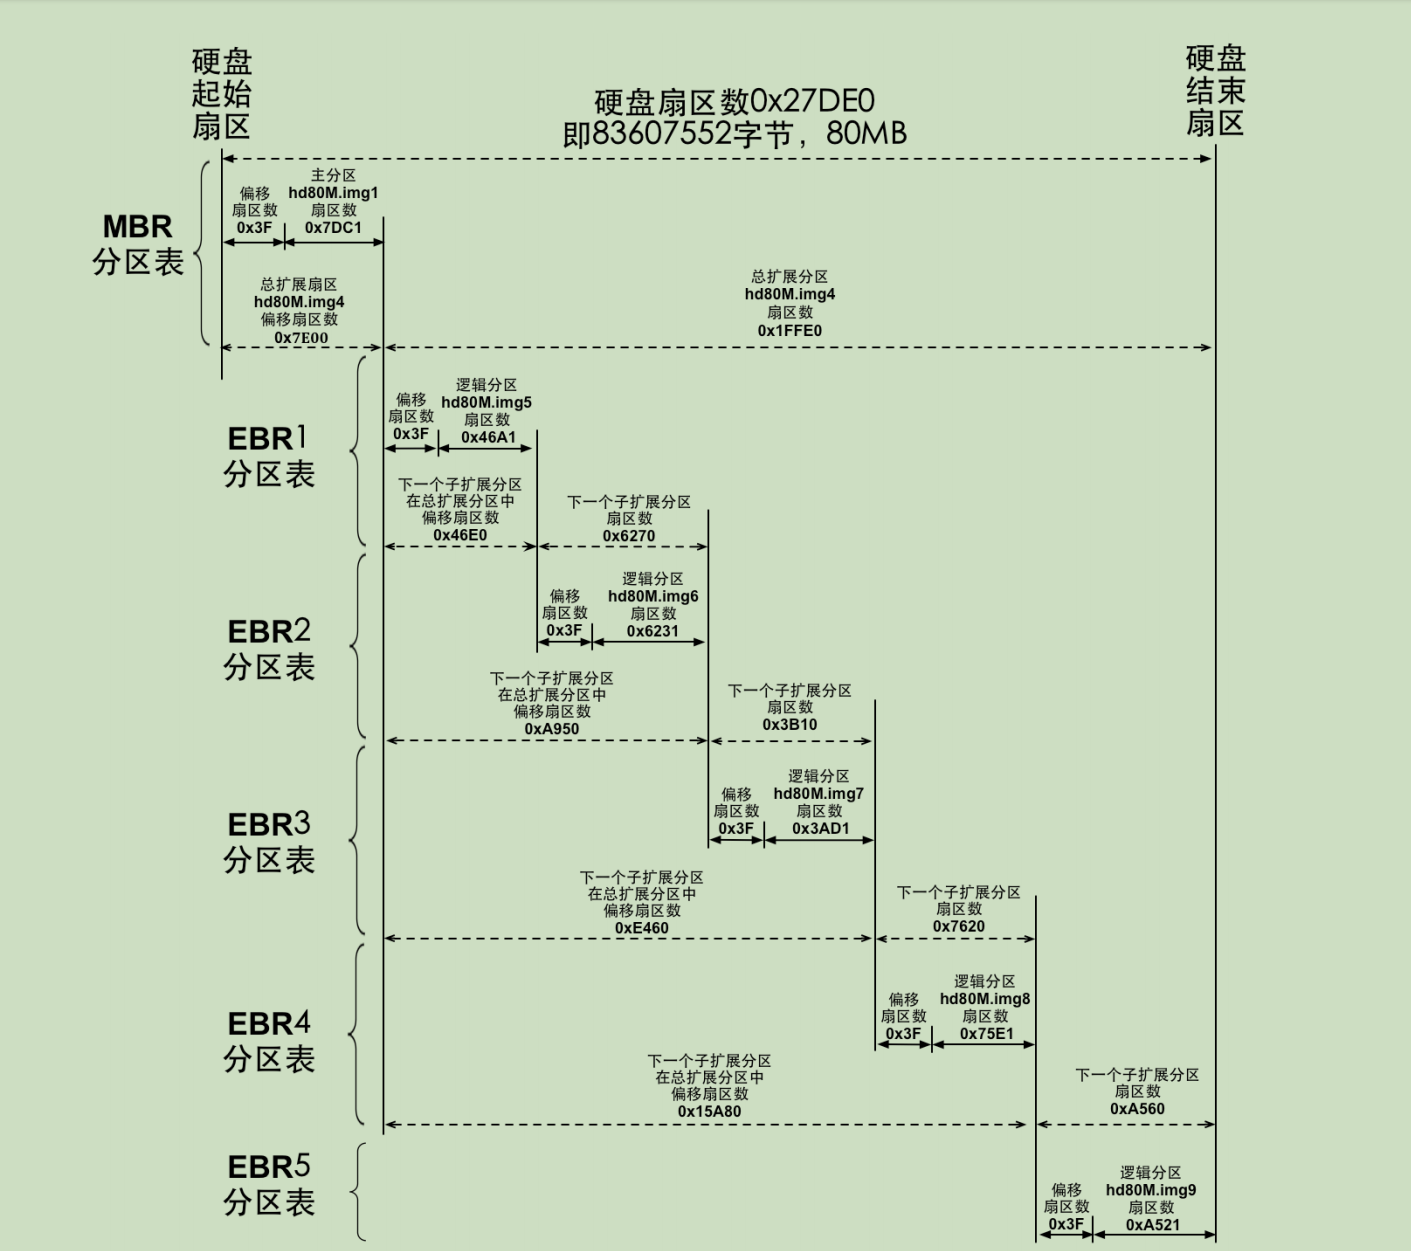 硬盘
起始
扇区
硬盘扇区数0x27DE0
即83607552字节，80MB
硬盘
结束
扇区
MBR
分区表
偏移
扇区数
0x3F
主分区
hd80M.img1
扇区数
0x7DC1
总扩展扇区
hd80M.img4
偏移扇区数
0x7E00
总扩展分区
hd80M.img4
扇区数
0x1FFE0
EBR1
分区表
偏移
扇区数
0x3F
逻辑分区
hd80M.img5
扇区数
0x46A1
下一个子扩展分区
在总扩展分区中
偏移扇区数
0x46E0
下一个子扩展分区
扇区数
0x6270
EBR2
分区表
偏移
扇区数
0x3F
逻辑分区
hd80M.img6
扇区数
0x6231
下一个子扩展分区
在总扩展分区中
偏移扇区数
0xA950
下一个子扩展分区
扇区数
0x3B10
EBR3
分区表
偏移
扇区数
0x3F
逻辑分区
hd80M.img7
扇区数
0x3AD1
下一个子扩展分区
在总扩展分区中
偏移扇区数
0xE460
下一个子扩展分区
扇区数
0x7620
EBR4
分区表
偏移
扇区数
0x3F
逻辑分区
hd80M.img8
扇区数
0x75E1
下一个子扩展分区
在总扩展分区中
偏移扇区数
0x15A80
下一个子扩展分区
扇区数
0xA560
EBR5
分区表
偏移
扇区数
0x3F
逻辑分区
hd80M.img9
扇区数
0xA521